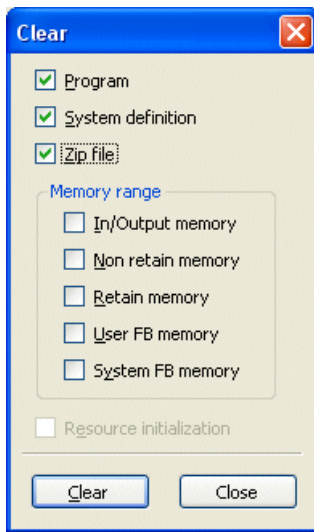 Clear
Program
System definition
Zip file
Memory range
In/Output memory
Non retain memory
Retain memory
User FB memory
System FB memory
Resource initialization
Clear Close